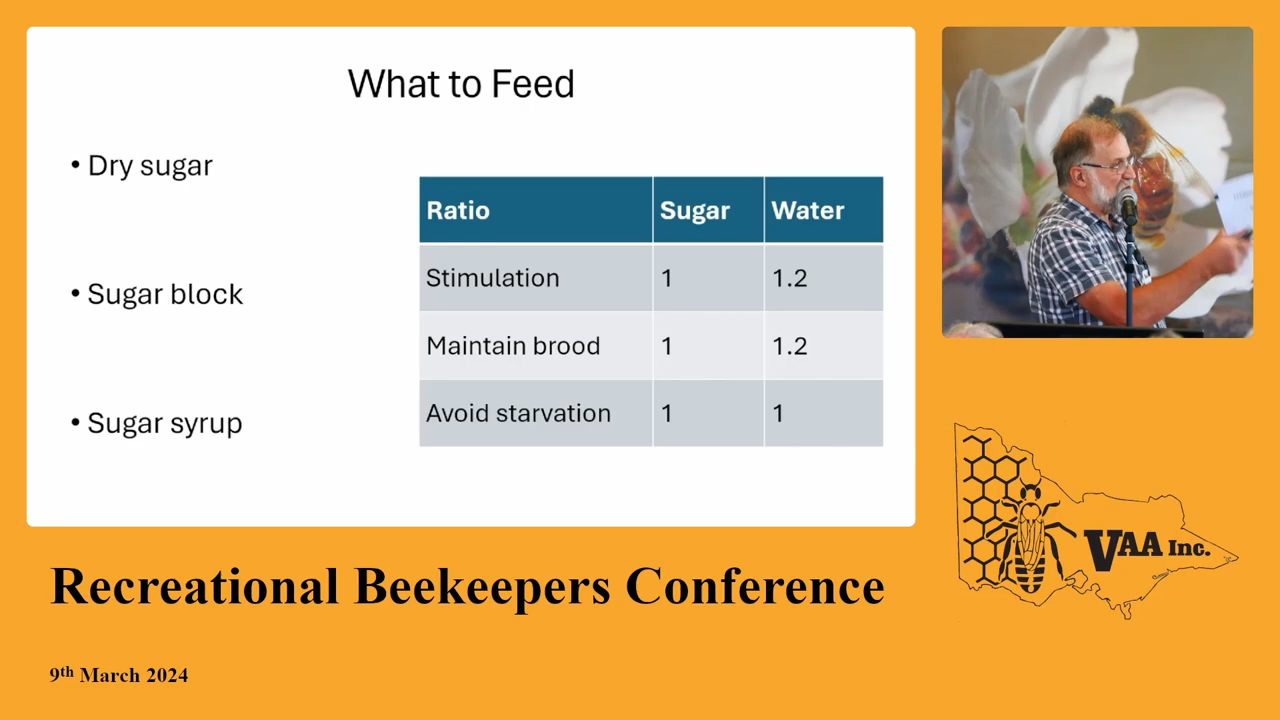 What to Feed
• Dry sugar
• Sugar block
• Sugar syrup
Ratio Sugar Water
Stimulation 1 1.2
Maintain brood 1 1.2
Avoid starvation 1 1
VAA Inc.
Recreational Beekeepers Conference
9th March 2024